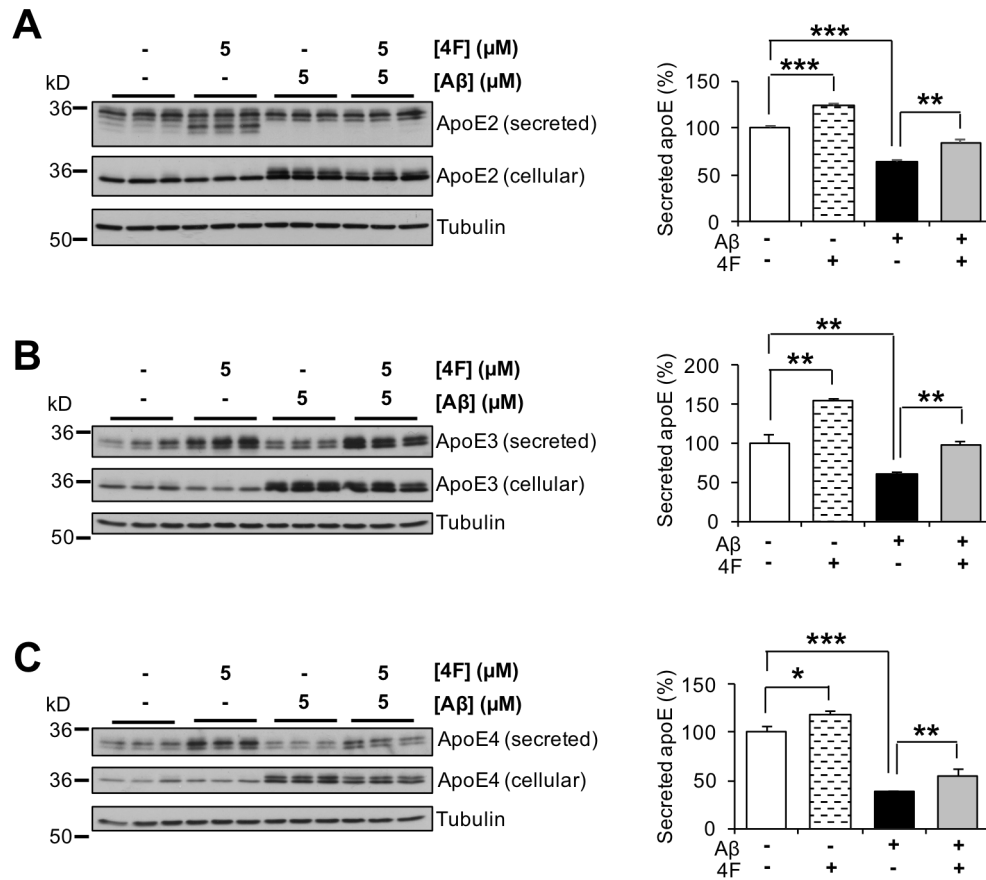 A
- 5 - 5 [4F] (µM)
- - 5 5 [Aβ] (µM)
kD
36 ApoE2 (secreted)
36 ApoE2 (cellular)
Tubulin
50
Secreted apoE (%)
150
100
50
0
***
***
**
Aβ - - + +
4F - + - +
B
- 5 - 5 [4F] (µM)
- - 5 5 [Aβ] (µM)
kD
36 ApoE3 (secreted)
36 ApoE3 (cellular)
Tubulin
50
Secreted apoE (%)
200
150
100
50
0
**
**
**
Aβ - - + +
4F - + - +
C
- 5 - 5 [4F] (µM)
- - 5 5 [Aβ] (µM)
kD
36 ApoE4 (secreted)
36 ApoE4 (cellular)
Tubulin
50
Secreted apoE (%)
150
100
50
0
***
*
**
Aβ - - + +
4F - + - +